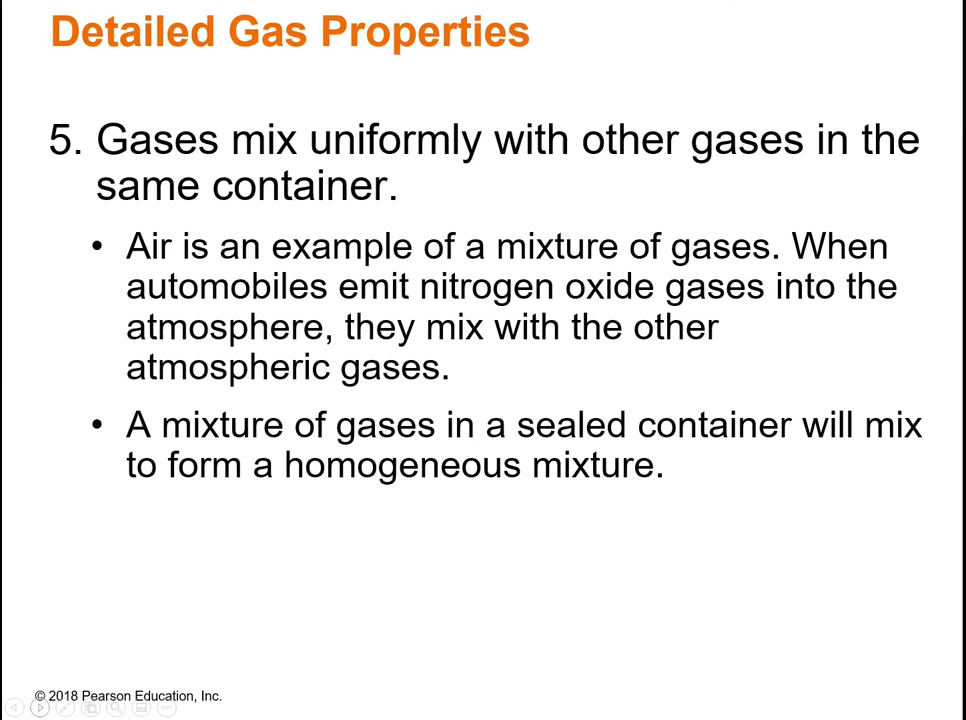 Detailed Gas Properties
5. Gases mix uniformly with other gases in the
same container.
• Air is an example of a mixture of gases. When
automobiles emit nitrogen oxide gases into the
atmosphere, they mix with the other
atmospheric gases.
• A mixture of gases in a sealed container will mix
to form a homogeneous mixture.
© 2018 Pearson Education, Inc.